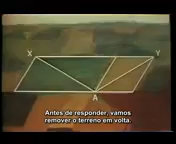 X
Y
A
Antes de responder, vamos
remover o terreno em volta.